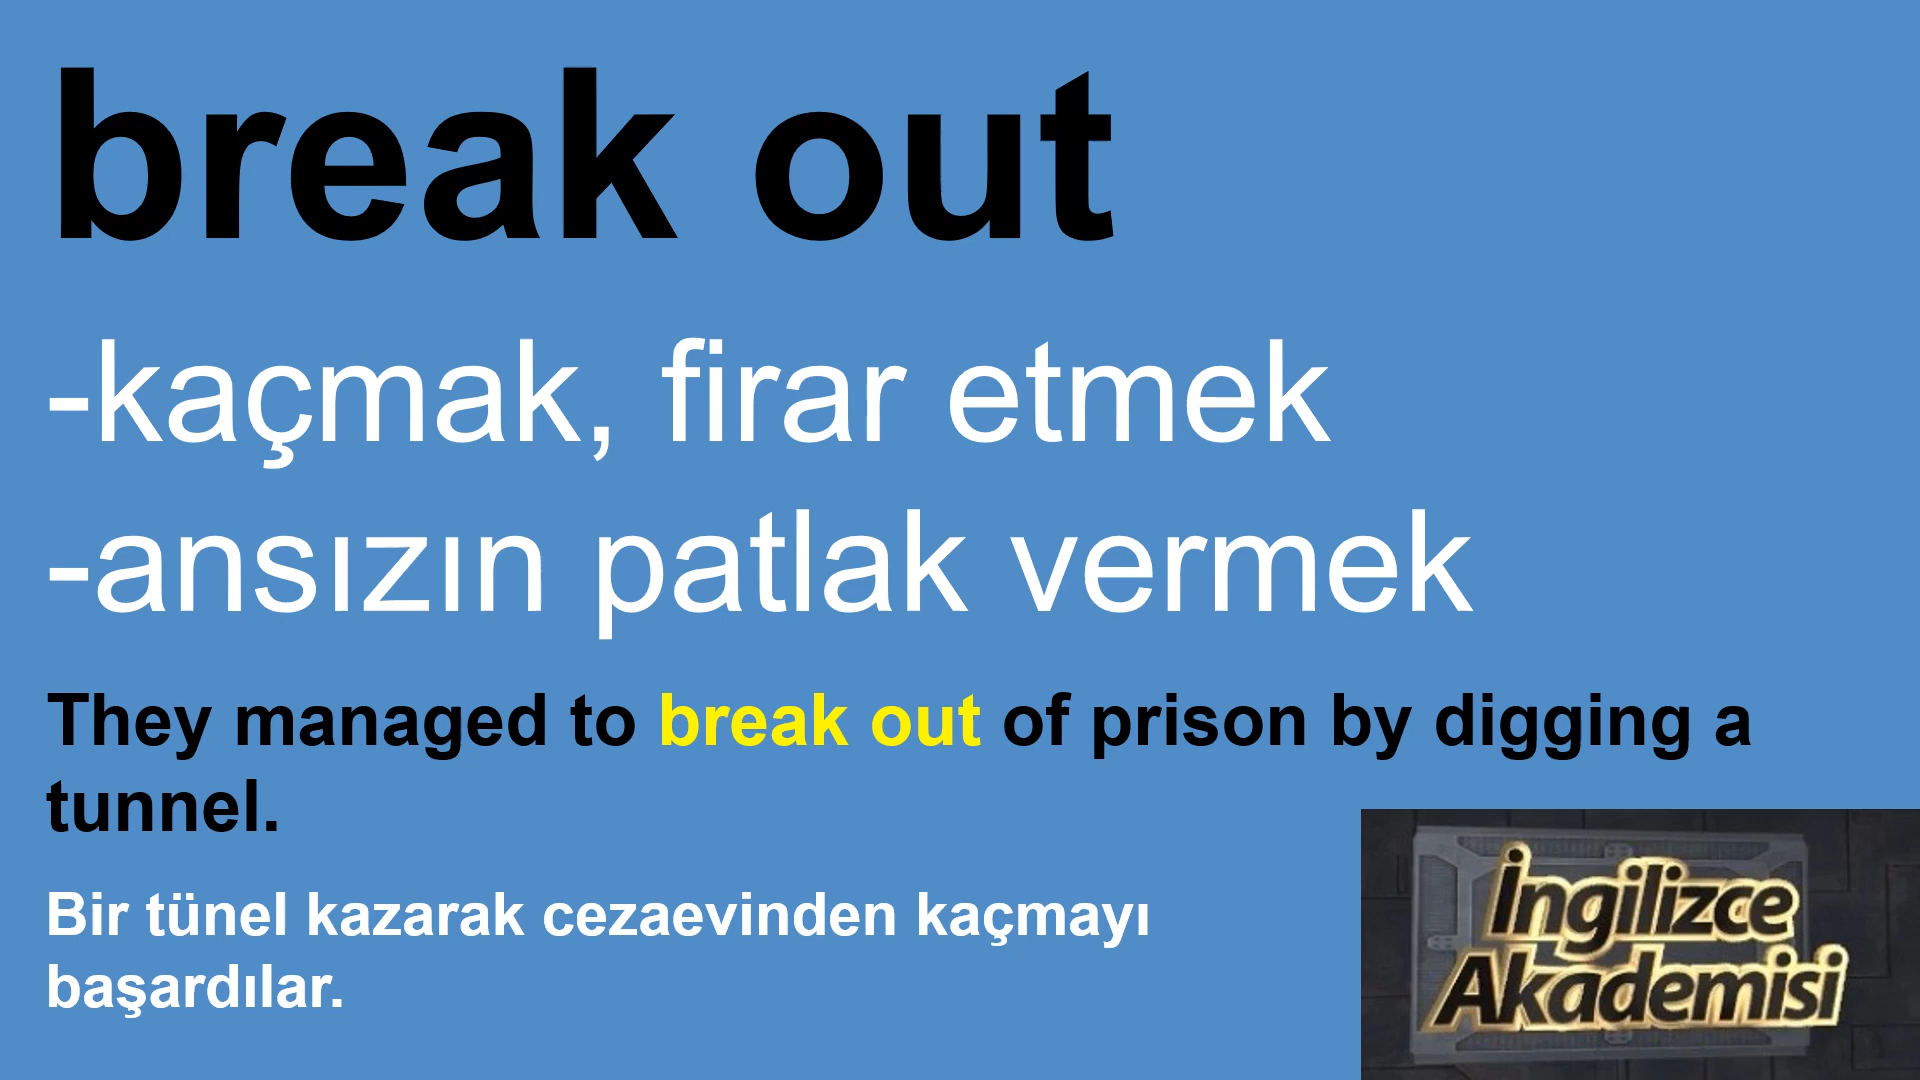 break out
-kaçmak, firar etmek
-ansızın patlak vermek
They managed to break out of prison by digging a
tunnel.
Bir tünel kazarak cezaevinden kaçmayı
başardılar.
İngilizce
Akademisi